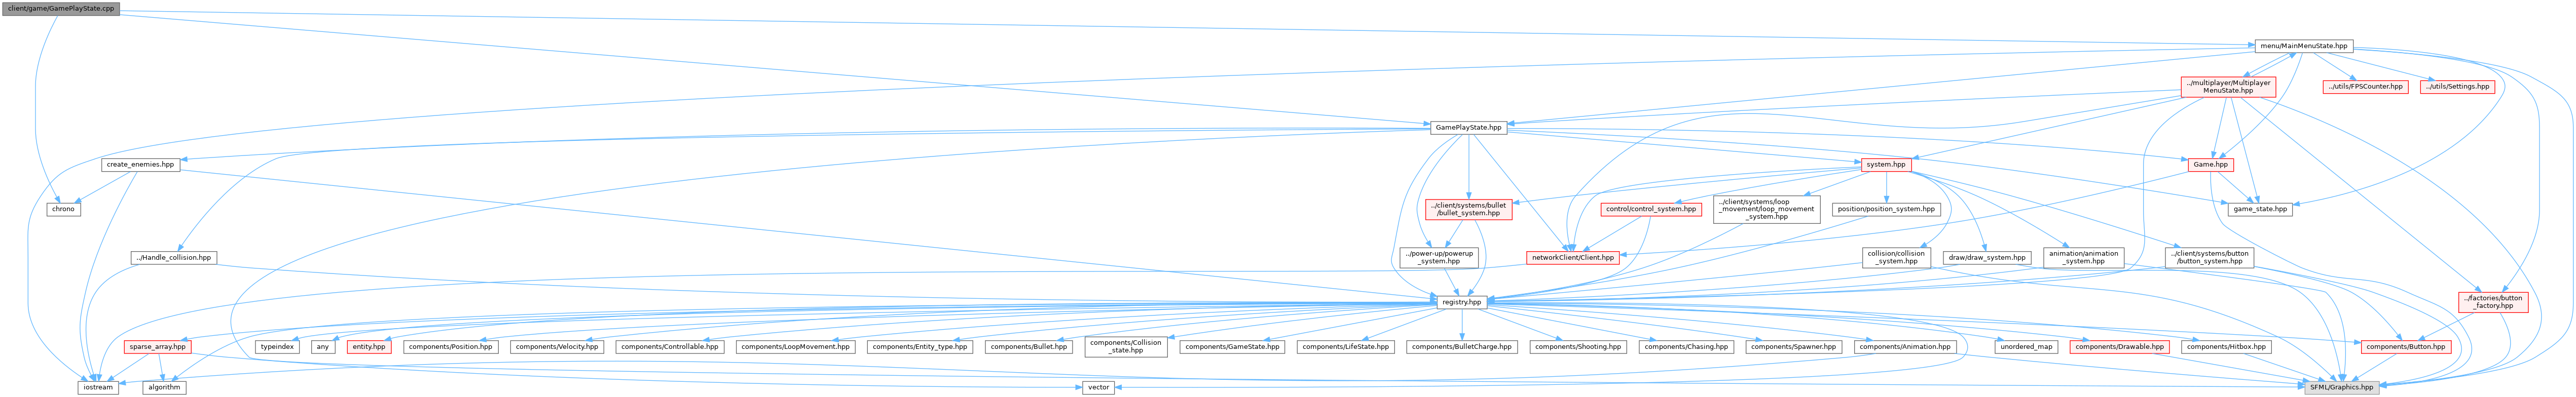 client/game/GamePlayState.cpp
menu/MainMenuState.hpp
../multiplayer/Multiplayer
MenuState.hpp
../utils/FPSCounter.hpp
../utils/Settings.hpp
GamePlayState.hpp
create_enemies.hpp
system.hpp
Game.hpp
chrono
../client/systems/bullet
/bullet_system.hpp
control/control_system.hpp
../client/systems/loop
_movement/loop_movement
_system.hpp
position/position_system.hpp
game_state.hpp
../Handle_collision.hpp
../power-up/powerup
_system.hpp
networkClient/Client.hpp
collision/collision
_system.hpp
draw/draw_system.hpp
animation/animation
_system.hpp
../client/systems/button
/button_system.hpp
registry.hpp
../factories/button
_factory.hpp
sparse_array.hpp
typeindex
any
entity.hpp
components/Position.hpp
components/Velocity.hpp
components/Controllable.hpp
components/LoopMovement.hpp
components/Entity_type.hpp
components/Bullet.hpp
components/Collision
_state.hpp
components/GameState.hpp
components/LifeState.hpp
components/BulletCharge.hpp
components/Shooting.hpp
components/Chasing.hpp
components/Spawner.hpp
components/Animation.hpp
unordered_map
components/Drawable.hpp
components/Hitbox.hpp
components/Button.hpp
iostream
algorithm
vector
SFML/Graphics.hpp